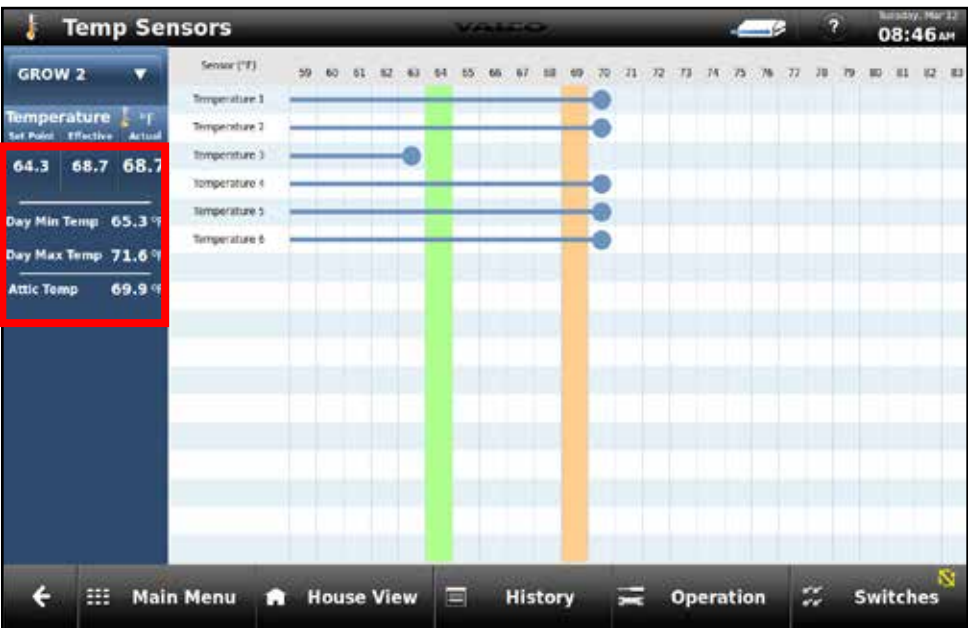 Temp Sensors
VALCO
?
Tuesday, Mar 12
08:46 AM
GROW 2
Temperature °F
Set Point Effective Actual
64.3 68.7 68.7
Day Min Temp 65.3 °F
Day Max Temp 71.6 °F
Attic Temp 69.9 °F
Sensor (°F) 59 60 61 62 63 64 65 66 67 68 69 70 71 72 73 74 75 76 77 78 79 80 81 82 83
Temperature 1
Temperature 2
Temperature 3
Temperature 4
Temperature 5
Temperature 6
Main Menu
House View
History
Operation
Switches